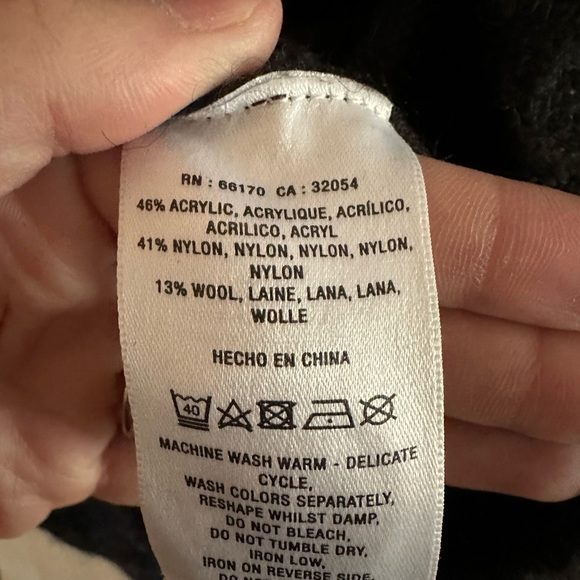 RN : 66170 CA : 32054
46% ACRYLIC, ACRYLIQUE, ACRÍLICO,
ACRILICO, ACRYL
41% NYLON, NYLON, NYLON, NYLON,
NYLON
13% WOOL, LAINE, LANA, LANA,
WOLLE
HECHO EN CHINA
40
MACHINE WASH WARM - DELICATE
CYCLE,
WASH COLORS SEPARATELY,
RESHAPE WHILST DAMP,
DO NOT BLEACH,
DO NOT TUMBLE DRY,
IRON LOW,
IRON ON REVERSE SIDE,